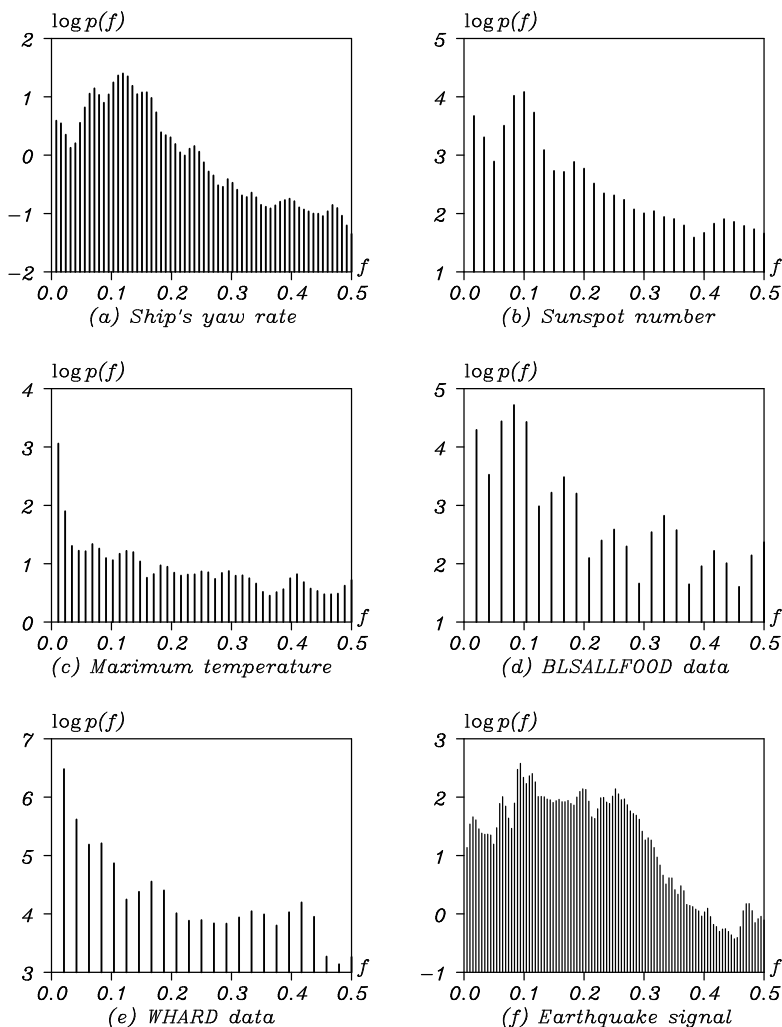 log p(f)
2
1
0
−1
−2
0.0 0.1 0.2 0.3 0.4 0.5
f
(a) Ship's yaw rate
log p(f)
5
4
3
2
1
0.0 0.1 0.2 0.3 0.4 0.5
f
(b) Sunspot number
log p(f)
4
3
2
1
0
0.0 0.1 0.2 0.3 0.4 0.5
f
(c) Maximum temperature
log p(f)
5
4
3
2
1
0.0 0.1 0.2 0.3 0.4 0.5
f
(d) BLSALLFOOD data
log p(f)
7
6
5
4
3
0.0 0.1 0.2 0.3 0.4 0.5
f
(e) WHARD data
log p(f)
3
2
1
0
−1
0.0 0.1 0.2 0.3 0.4 0.5
f
(f) Earthquake signal